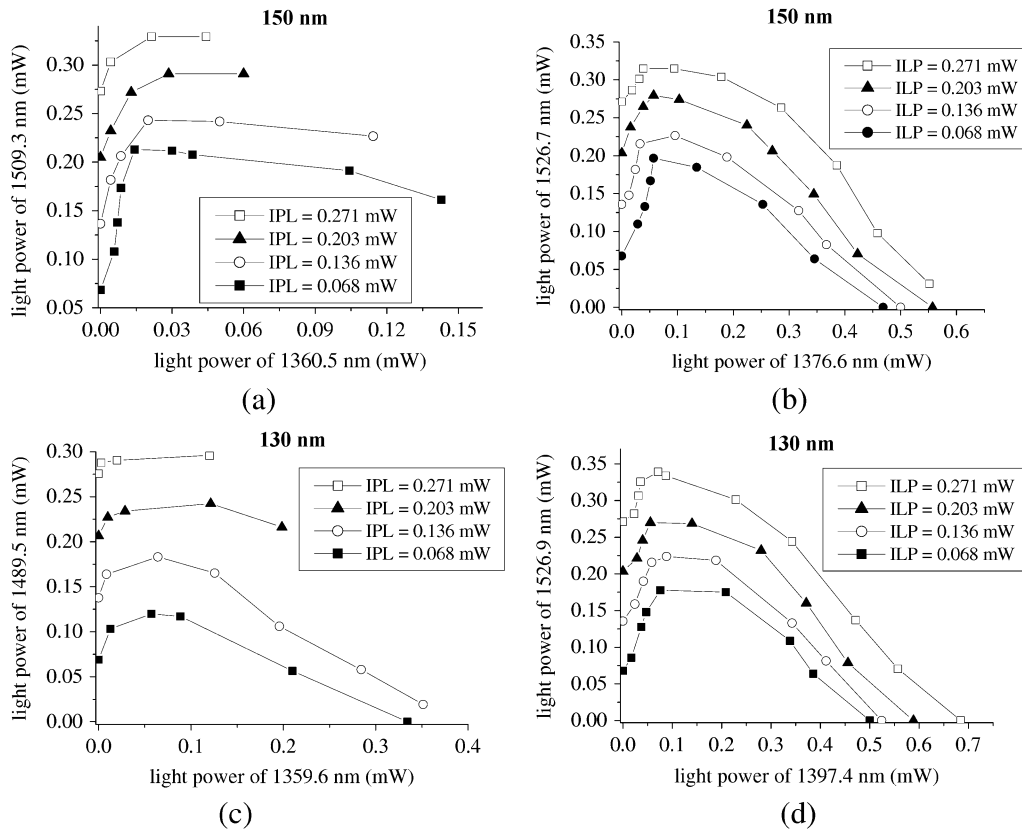 150 nm
light power of 1509.3 nm (mW)
0.30
0.25
0.20
0.15
0.10
0.05
IPL = 0.271 mW
IPL = 0.203 mW
IPL = 0.136 mW
IPL = 0.068 mW
0.00 0.03 0.06 0.09 0.12 0.15
light power of 1360.5 nm (mW)
(a)
150 nm
light power of 1526.7 nm (mW)
0.35
0.30
0.25
0.20
0.15
0.10
0.05
0.00
ILP = 0.271 mW
ILP = 0.203 mW
ILP = 0.136 mW
ILP = 0.068 mW
0.0 0.1 0.2 0.3 0.4 0.5 0.6
light power of 1376.6 nm (mW)
(b)
130 nm
light power of 1489.5 nm (mW)
0.30
0.25
0.20
0.15
0.10
0.05
0.00
IPL = 0.271 mW
IPL = 0.203 mW
IPL = 0.136 mW
IPL = 0.068 mW
0.0 0.1 0.2 0.3 0.4
light power of 1359.6 nm (mW)
(c)
130 nm
light power of 1526.9 nm (mW)
0.35
0.30
0.25
0.20
0.15
0.10
0.05
0.00
ILP = 0.271 mW
ILP = 0.203 mW
ILP = 0.136 mW
ILP = 0.068 mW
0.0 0.1 0.2 0.3 0.4 0.5 0.6 0.7
light power of 1397.4 nm (mW)
(d)